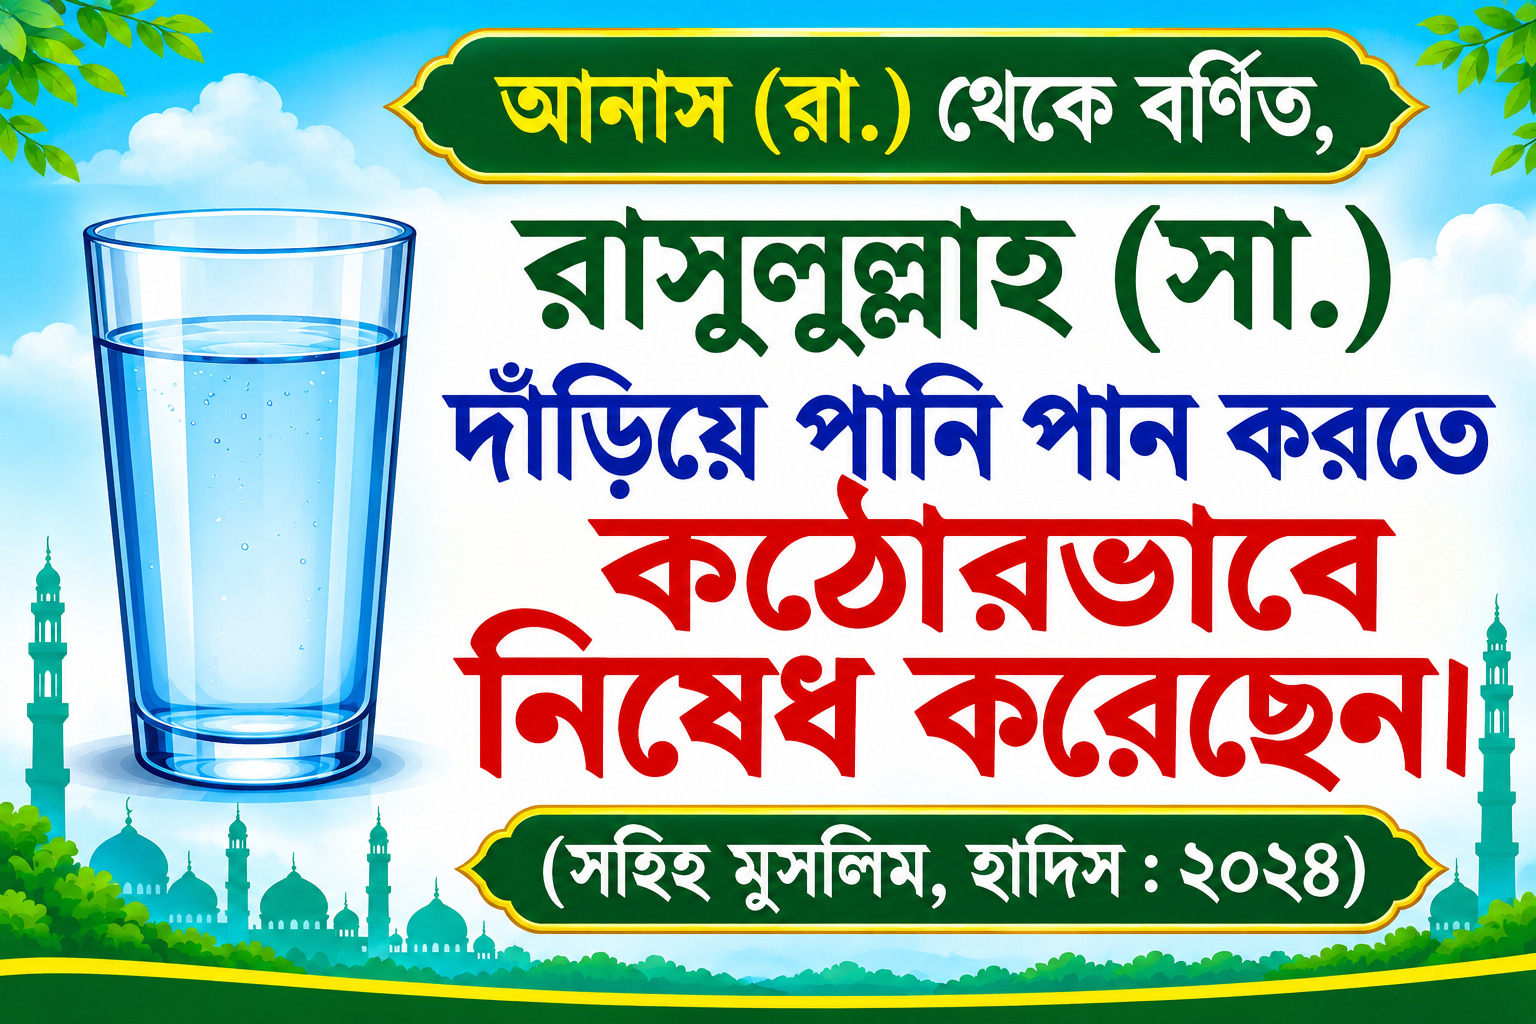 আনাস (রা.) থেকে বর্ণিত,
রাসুলুল্লাহ (সা.)
দাঁড়িয়ে পানি পান করতে
কঠোরভাবে
নিষেধ করেছেন।
(সহিহ মুসলিম, হাদিস : ২০২৪)